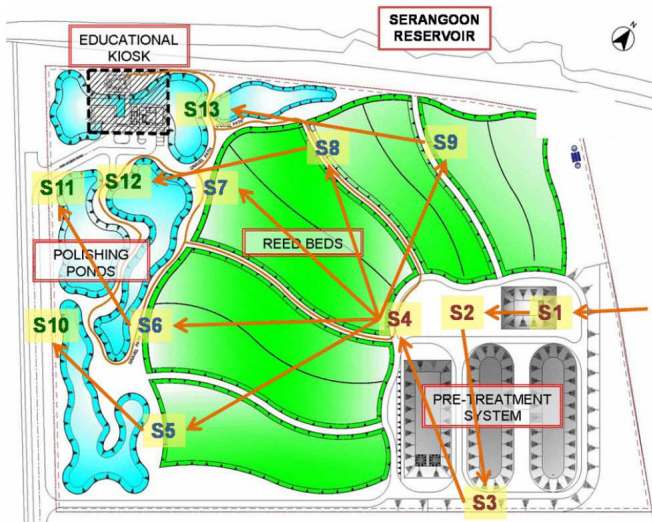 SERANGOON
RESERVOIR
N
EDUCATIONAL
KIOSK
S13
S9
S8
S12
S11
S7
REED BEDS
POLISHING
PONDS
S10
S6
S4
S2
S1
PRE-TREATMENT
SYSTEM
S5
S3